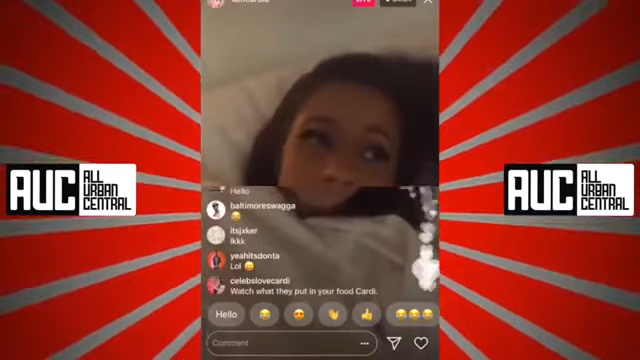 LIVE
Hello
baltimoreswagga
😂
itsjxker
lkkk
yeahitsdonta
Lol 😄
celebslovecardi
Watch what they put in your food Cardi.
Hello 😂 😍 👏 👍 😂😂😂
Comment
AUC ALL URBAN CENTRAL
AUC ALL URBAN CENTRAL